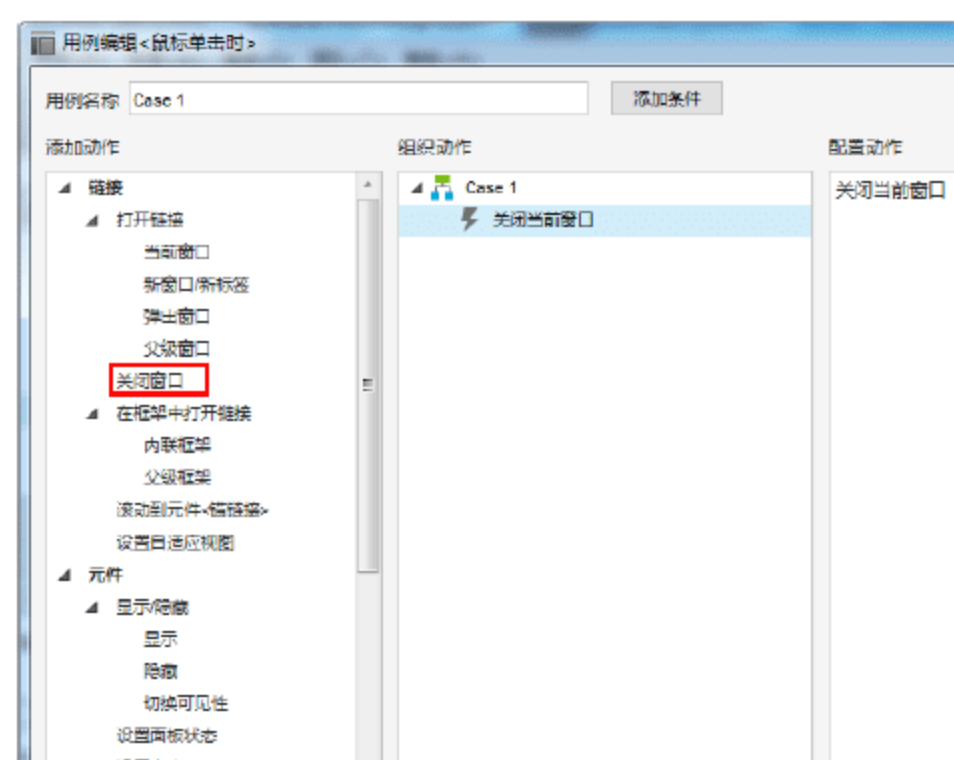 用例编辑<鼠标单击时>
用例名称 Case 1 添加条件
添加动作
链接
打开链接
当前窗口
新窗口/新标签
弹出窗口
父级窗口
关闭窗口
在框架中打开链接
内联框架
父级框架
滚动到元件<锚链接>
设置自适应视图
元件
显示/隐藏
显示
隐藏
切换可见性
设置面板状态
组织动作
Case 1
关闭当前窗口
配置动作
关闭当前窗口